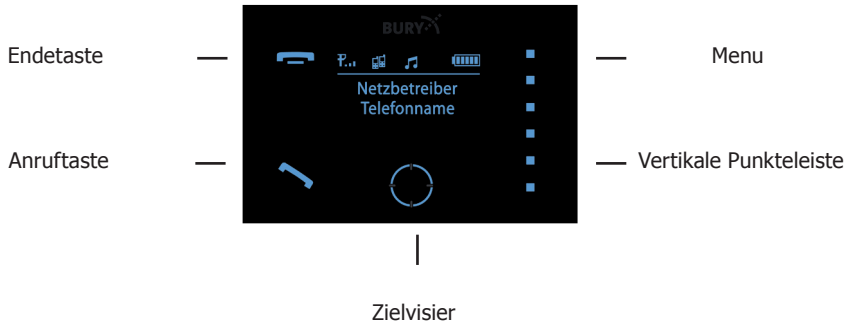 BURY
Endetaste
Menu
Netzbetreiber
Telefonname
Anruftaste
Vertikale Punkteleiste
Zielvisier